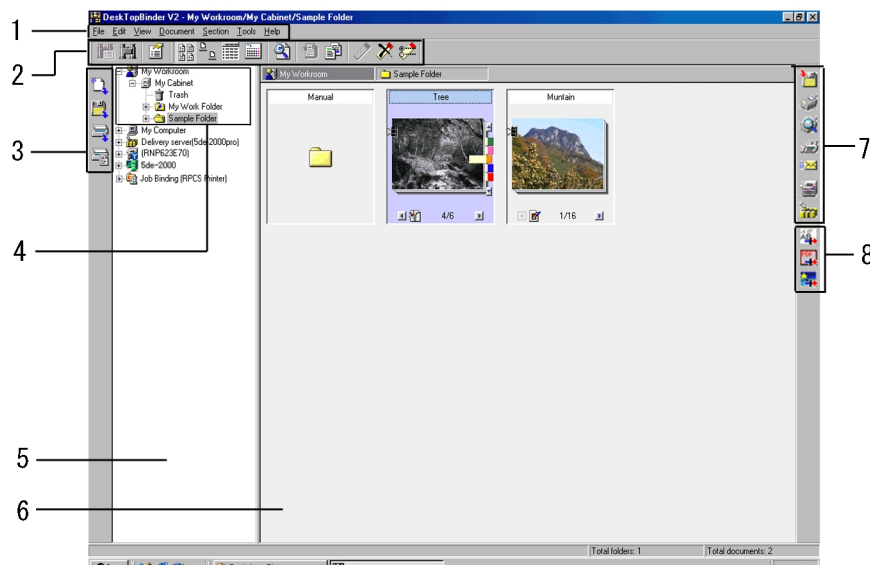 DeskTopBinder V2 - My Workroom/My Cabinet/Sample Folder
1
File Edit View Document Section Tools Help
2
My Workroom
My Cabinet
Trash
My Work Folder
Sample Folder
My Computer
Delivery server(5de-2000pro)
(RNP623E70)
5de-2000
Job Binding (RPCS Printer)
3
4
5
My Workroom Sample Folder
Manual Tree Muntain
4/6 1/16
6
7
8
Total folders: 1 Total documents: 2